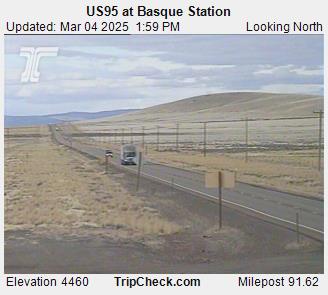 US95 at Basque Station
Updated: Mar 04 2025 1:59 PM Looking North
Elevation 4460 TripCheck.com Milepost 91.62